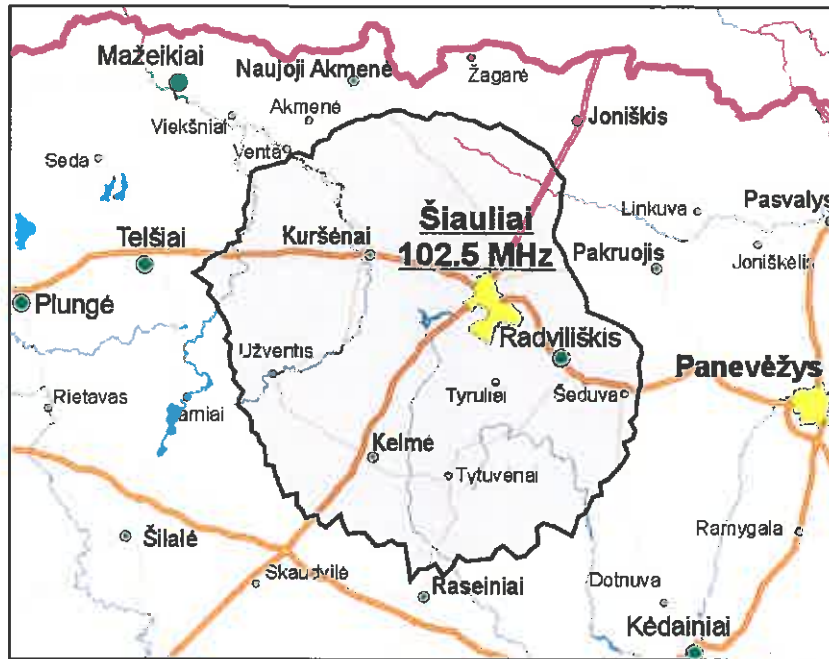 Mažeikiai
Naujoji Akmenė
Žagarė
Viekšniai
Akmenė
Joniškis
Seda
Venta
Linkuva
Pasvalys
Šiauliai
102.5 MHz
Telšiai
Kuršėnai
Pakruojis
Joniškėlis
Plungė
Radviliškis
Užventis
Panevėžys
Rietavas
Tyruliai
Šeduva
Kelmė
Tytuvėnai
Šilalė
Ramygala
Skaudvilė
Raseiniai
Dotnuva
Kėdainiai